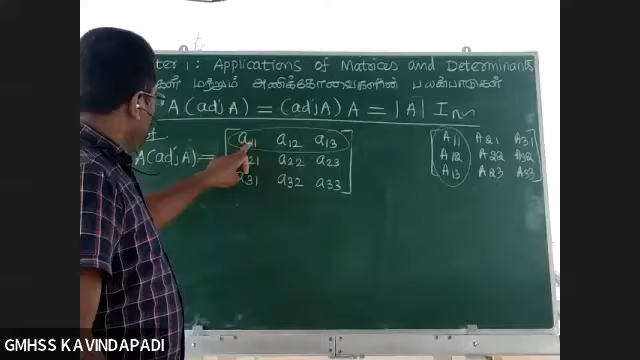 ter 1: Applications of Matrices and Determinants
கள் மற்றும் அணிக்கோவைகளின் பயன்பாடுகள்
A(adj A) = (adj A) A = |A| In
A(adj A) = [a11 a12 a13] [A11 A21 A31]
a21 a22 a23 A12 A22 A32
a31 a32 a33 A13 A23 A33
GMHSS KAVINDAPADI